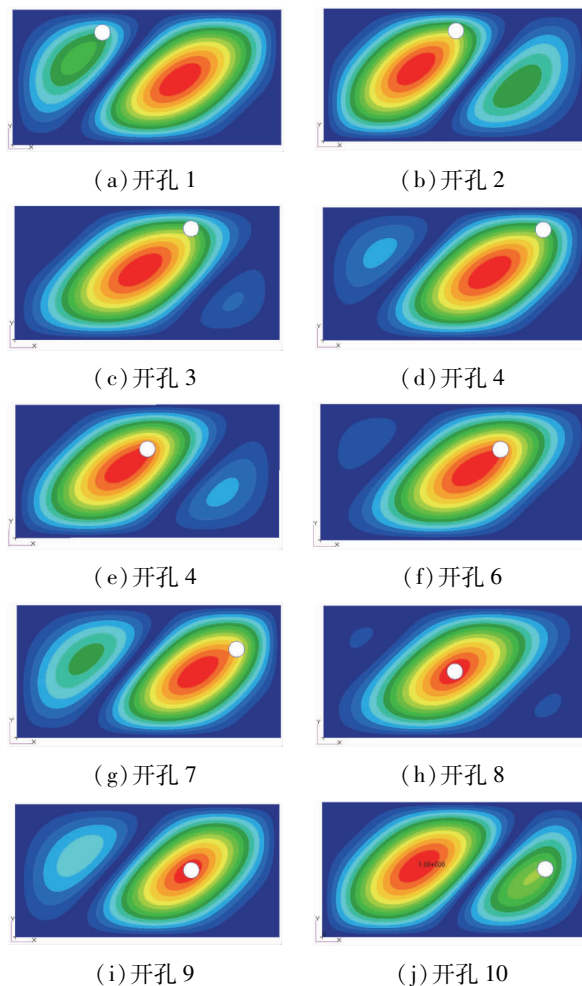 (a)开孔 1
(b)开孔 2
(c)开孔 3
(d)开孔 4
(e)开孔 4
(f)开孔 6
(g)开孔 7
(h)开孔 8
(i)开孔 9
(j)开孔 10